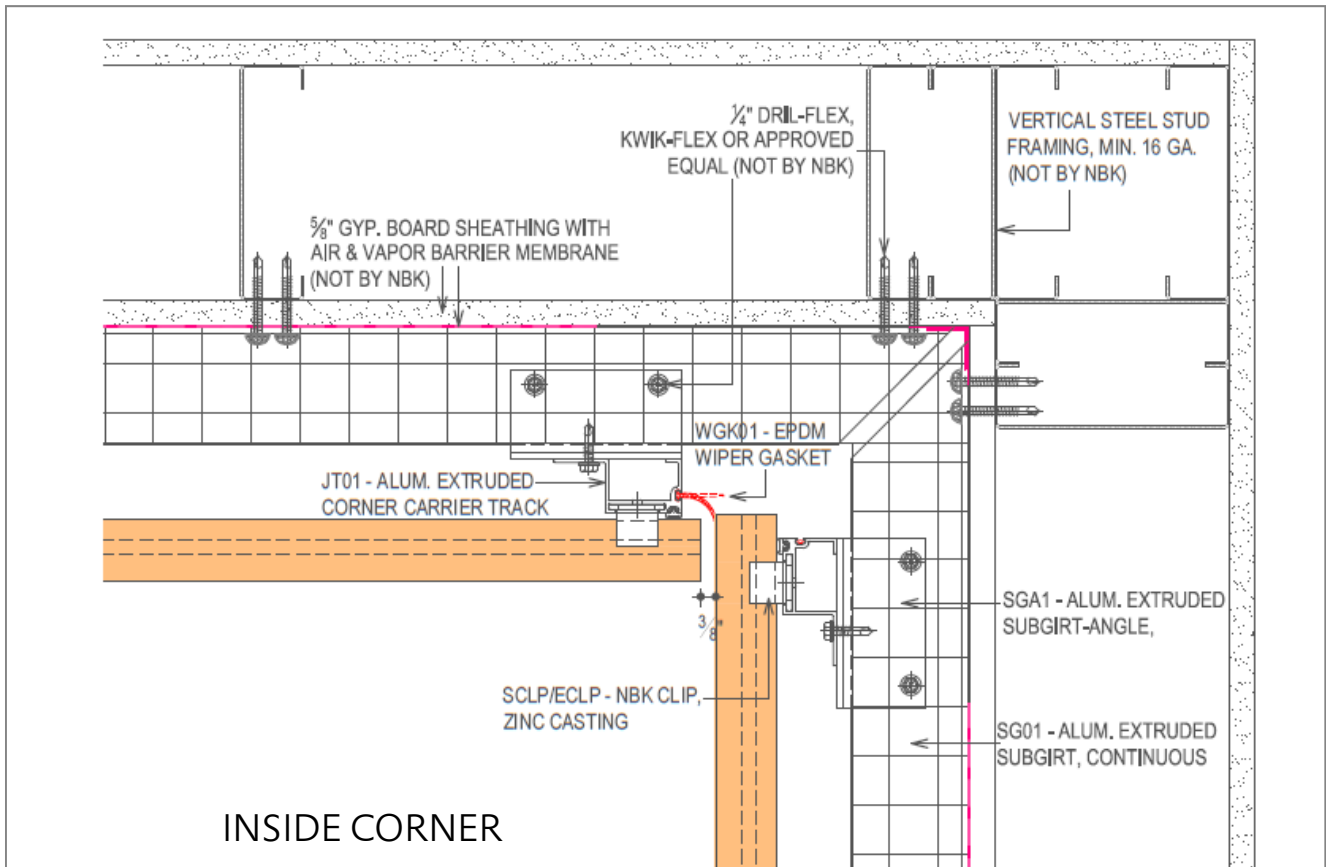 ¼" DRIL-FLEX,
KWIK-FLEX OR APPROVED
EQUAL (NOT BY NBK)
VERTICAL STEEL STUD
FRAMING, MIN. 16 GA.
(NOT BY NBK)
⅝" GYP. BOARD SHEATHING WITH
AIR & VAPOR BARRIER MEMBRANE
(NOT BY NBK)
WGK01 - EPDM
WIPER GASKET
JT01 - ALUM. EXTRUDED
CORNER CARRIER TRACK
3/8"
SGA1 - ALUM. EXTRUDED
SUBGIRT-ANGLE,
SCLP/ECLP - NBK CLIP,
ZINC CASTING
SG01 - ALUM. EXTRUDED
SUBGIRT, CONTINUOUS
INSIDE CORNER